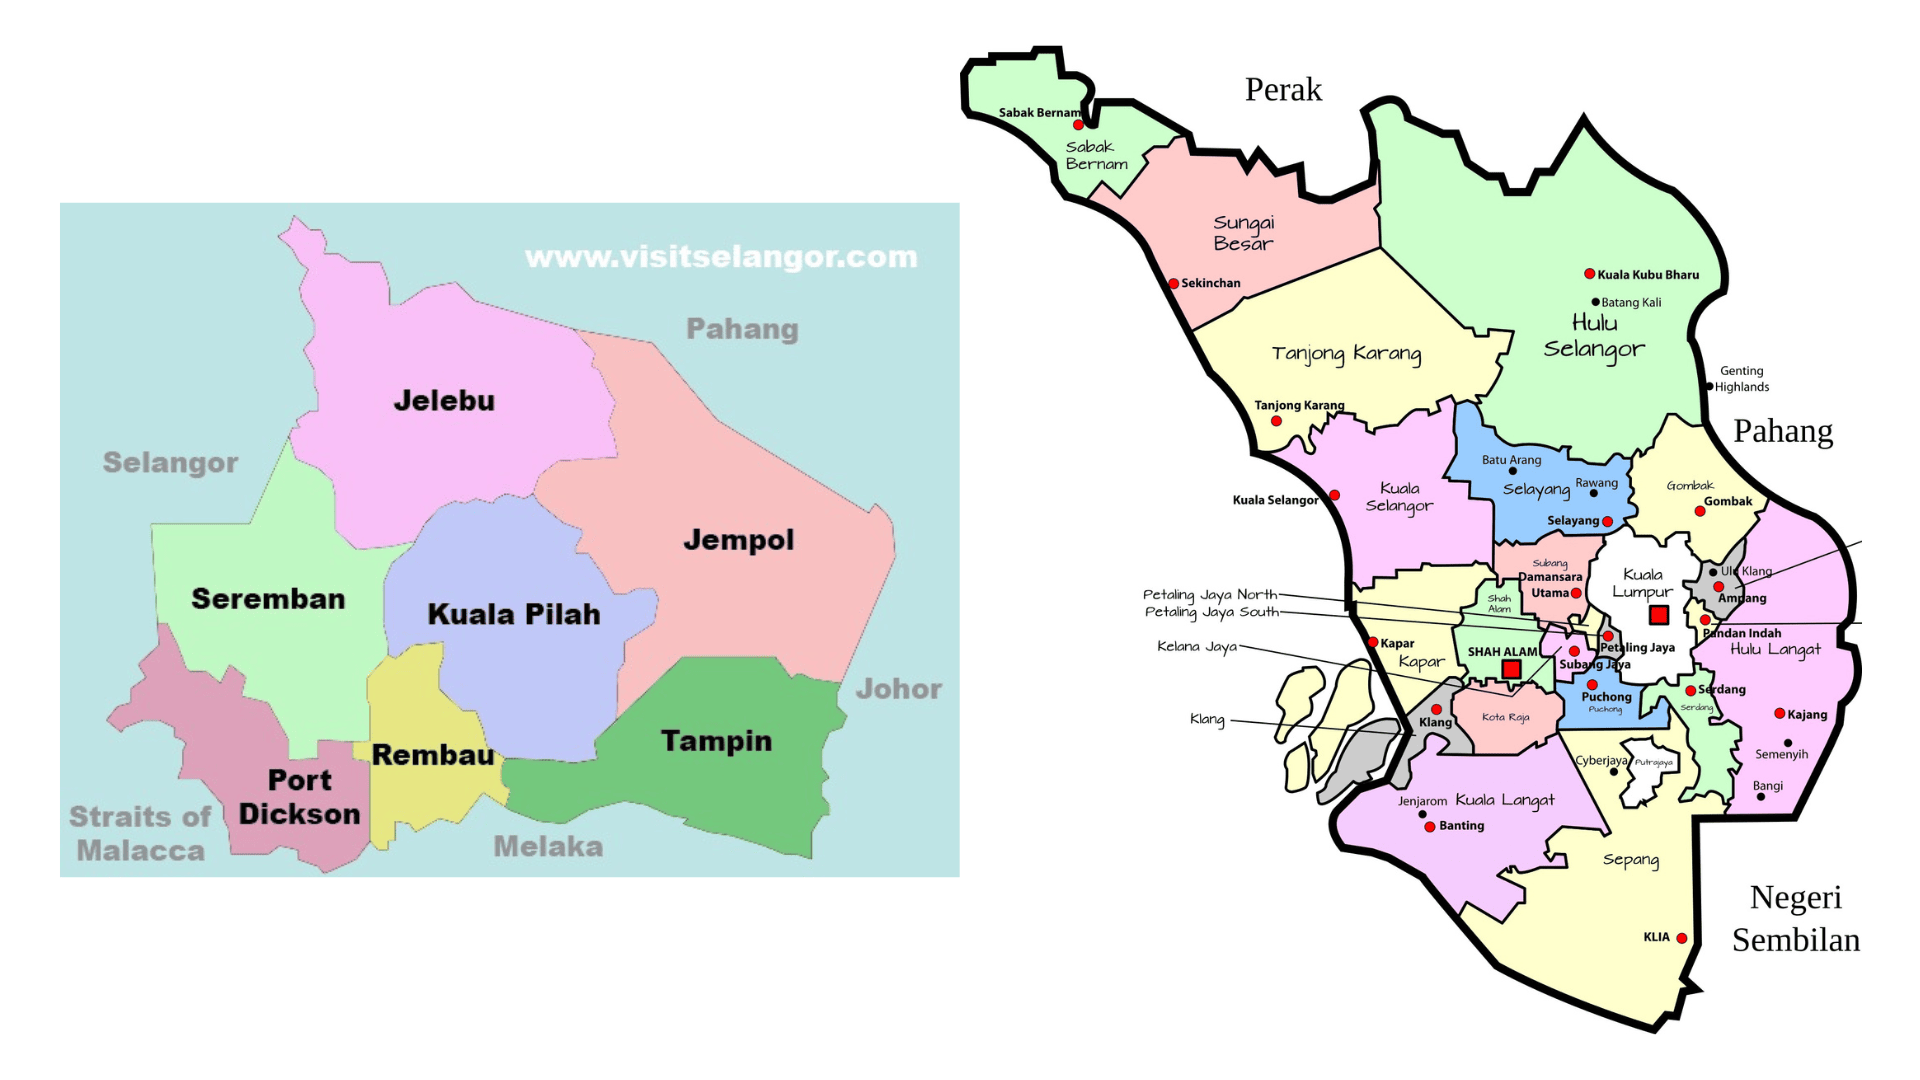 www.visitselangor.com
Pahang
Jelebu
Selangor
Jempol
Seremban
Kuala Pilah
Johor
Tampin
Rembau
Port
Dickson
Straits of
Malacca
Melaka
Perak
Sabak Bernam
Sabak
Bernam
Sungai
Besar
Sekinchan
Kuala Kubu Bharu
Batang Kali
Hulu
Selangor
Tanjong Karang
Genting
Highlands
Tanjong Karang
Pahang
Batu Arang
Selayang
Rawang
Gombak
Gombak
Kuala
Selangor
Kuala Selangor
Selayang
Subang
Damansara
Utama
Kuala
Lumpur
Ulu Klang
Ampang
Petaling Jaya North
Petaling Jaya South
Shah
Alam
Pandan Indah
Hulu Langat
Kelana Jaya
Kapar
Kapar
SHAH ALAM
Petaling Jaya
Subang Jaya
Puchong
Puchong
Serdang
Serdang
Klang
Klang
Kota Raja
Kajang
Semenyih
Cyberjaya
Putrajaya
Bangi
Jenjarom
Kuala Langat
Banting
Sepang
KLIA
Negeri
Sembilan